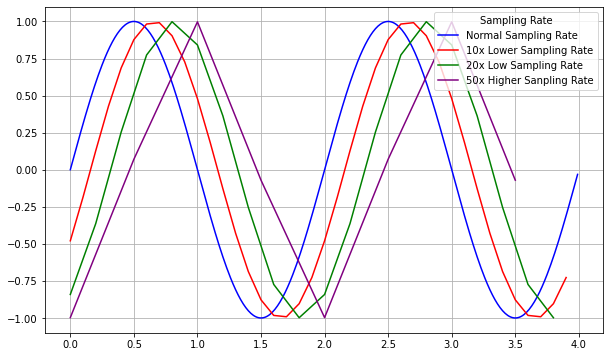 1.00
0.75
0.50
0.25
0.00
−0.25
−0.50
−0.75
−1.00
0.0 0.5 1.0 1.5 2.0 2.5 3.0 3.5 4.0
Sampling Rate
Normal Sampling Rate
10x Lower Sanpling Rate
20x Low Sanpling Rate
50x Higher Sanpling Rate